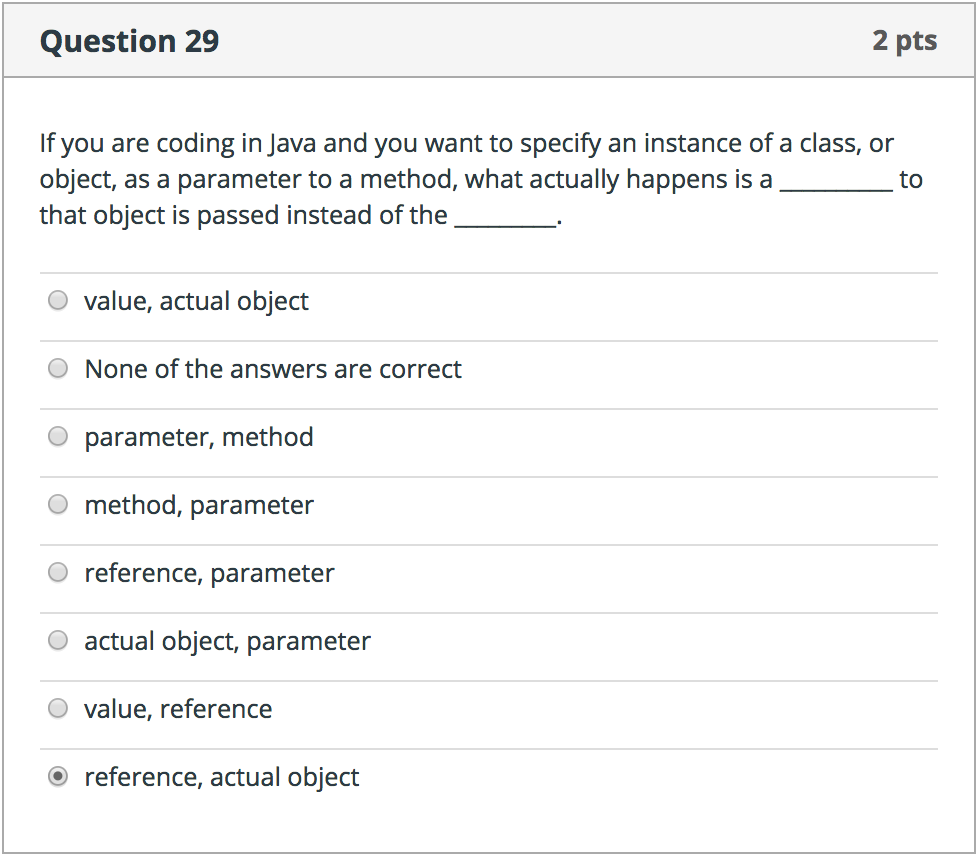 Question 29
2 pts
If you are coding in Java and you want to specify an instance of a class, or
object, as a parameter to a method, what actually happens is a __________ to
that object is passed instead of the _________.
value, actual object
None of the answers are correct
parameter, method
method, parameter
reference, parameter
actual object, parameter
value, reference
reference, actual object